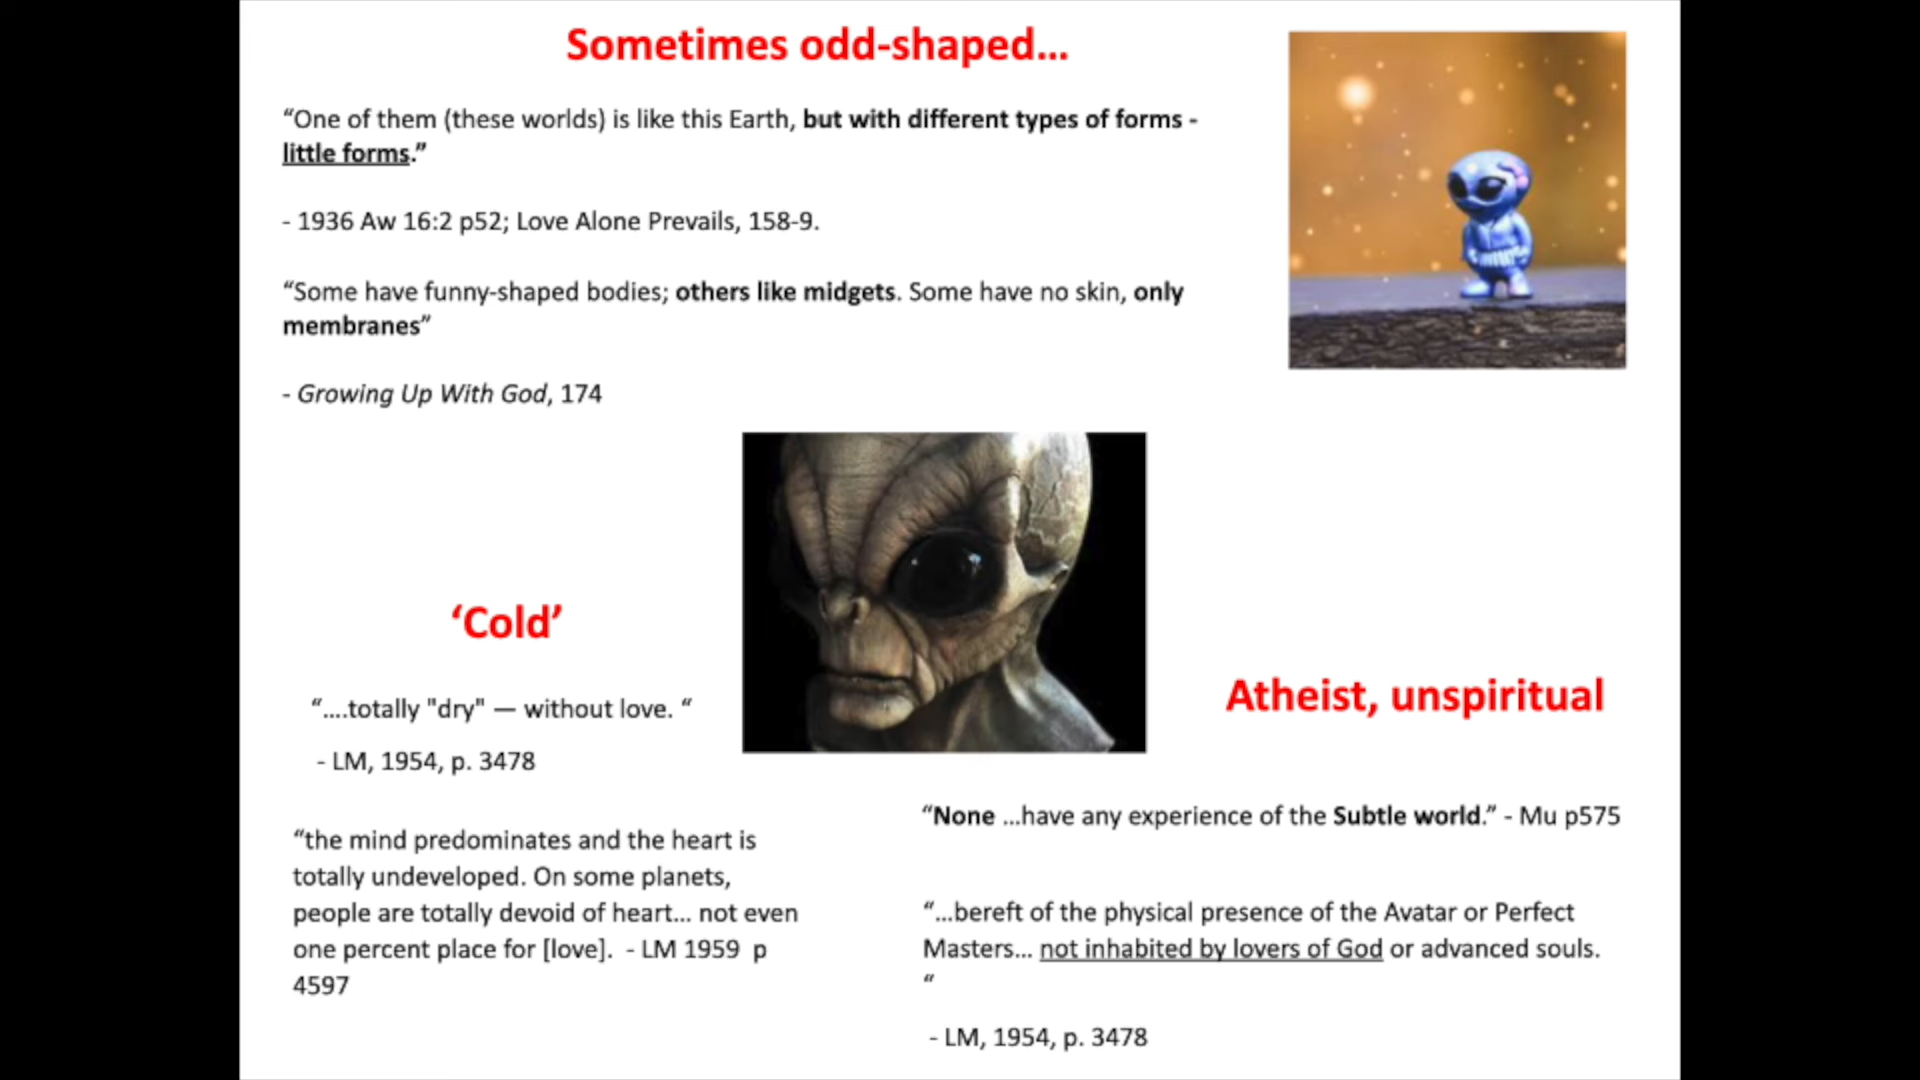 Sometimes odd-shaped...
“One of them (these worlds) is like this Earth, but with different types of forms -
little forms.”
- 1936 Aw 16:2 p52; Love Alone Prevails, 158-9.
“Some have funny-shaped bodies; others like midgets. Some have no skin, only
membranes”
- Growing Up With God, 174
‘Cold’
“....totally "dry" — without love. “
- LM, 1954, p. 3478
“the mind predominates and the heart is
totally undeveloped. On some planets,
people are totally devoid of heart... not even
one percent place for [love].  - LM 1959  p
4597
Atheist, unspiritual
“None ...have any experience of the Subtle world.” - Mu p575
“...bereft of the physical presence of the Avatar or Perfect
Masters... not inhabited by lovers of God or advanced souls.
“
- LM, 1954, p. 3478